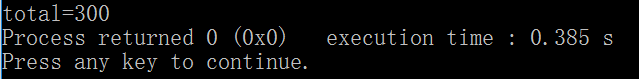 total=300
Process returned 0 (0x0)   execution time : 0.385 s
Press any key to continue.